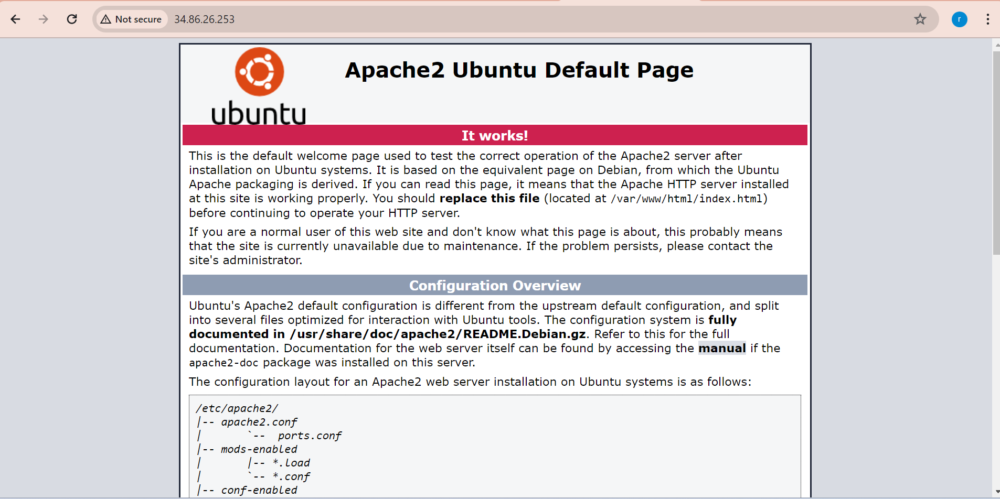 Not secure 34.86.26.253 r
ubuntu
Apache2 Ubuntu Default Page
It works!
This is the default welcome page used to test the correct operation of the Apache2 server after
installation on Ubuntu systems. It is based on the equivalent page on Debian, from which the Ubuntu
Apache packaging is derived. If you can read this page, it means that the Apache HTTP server installed
at this site is working properly. You should replace this file (located at /var/www/html/index.html)
before continuing to operate your HTTP server.
If you are a normal user of this web site and don't know what this page is about, this probably means
that the site is currently unavailable due to maintenance. If the problem persists, please contact the
site's administrator.
Configuration Overview
Ubuntu's Apache2 default configuration is different from the upstream default configuration, and split
into several files optimized for interaction with Ubuntu tools. The configuration system is fully
documented in /usr/share/doc/apache2/README.Debian.gz. Refer to this for the full
documentation. Documentation for the web server itself can be found by accessing the manual if the
apache2-doc package was installed on this server.
The configuration layout for an Apache2 web server installation on Ubuntu systems is as follows:
/etc/apache2/
|-- apache2.conf
|       `--  ports.conf
|-- mods-enabled
|       |-- *.load
|       `-- *.conf
|-- conf-enabled